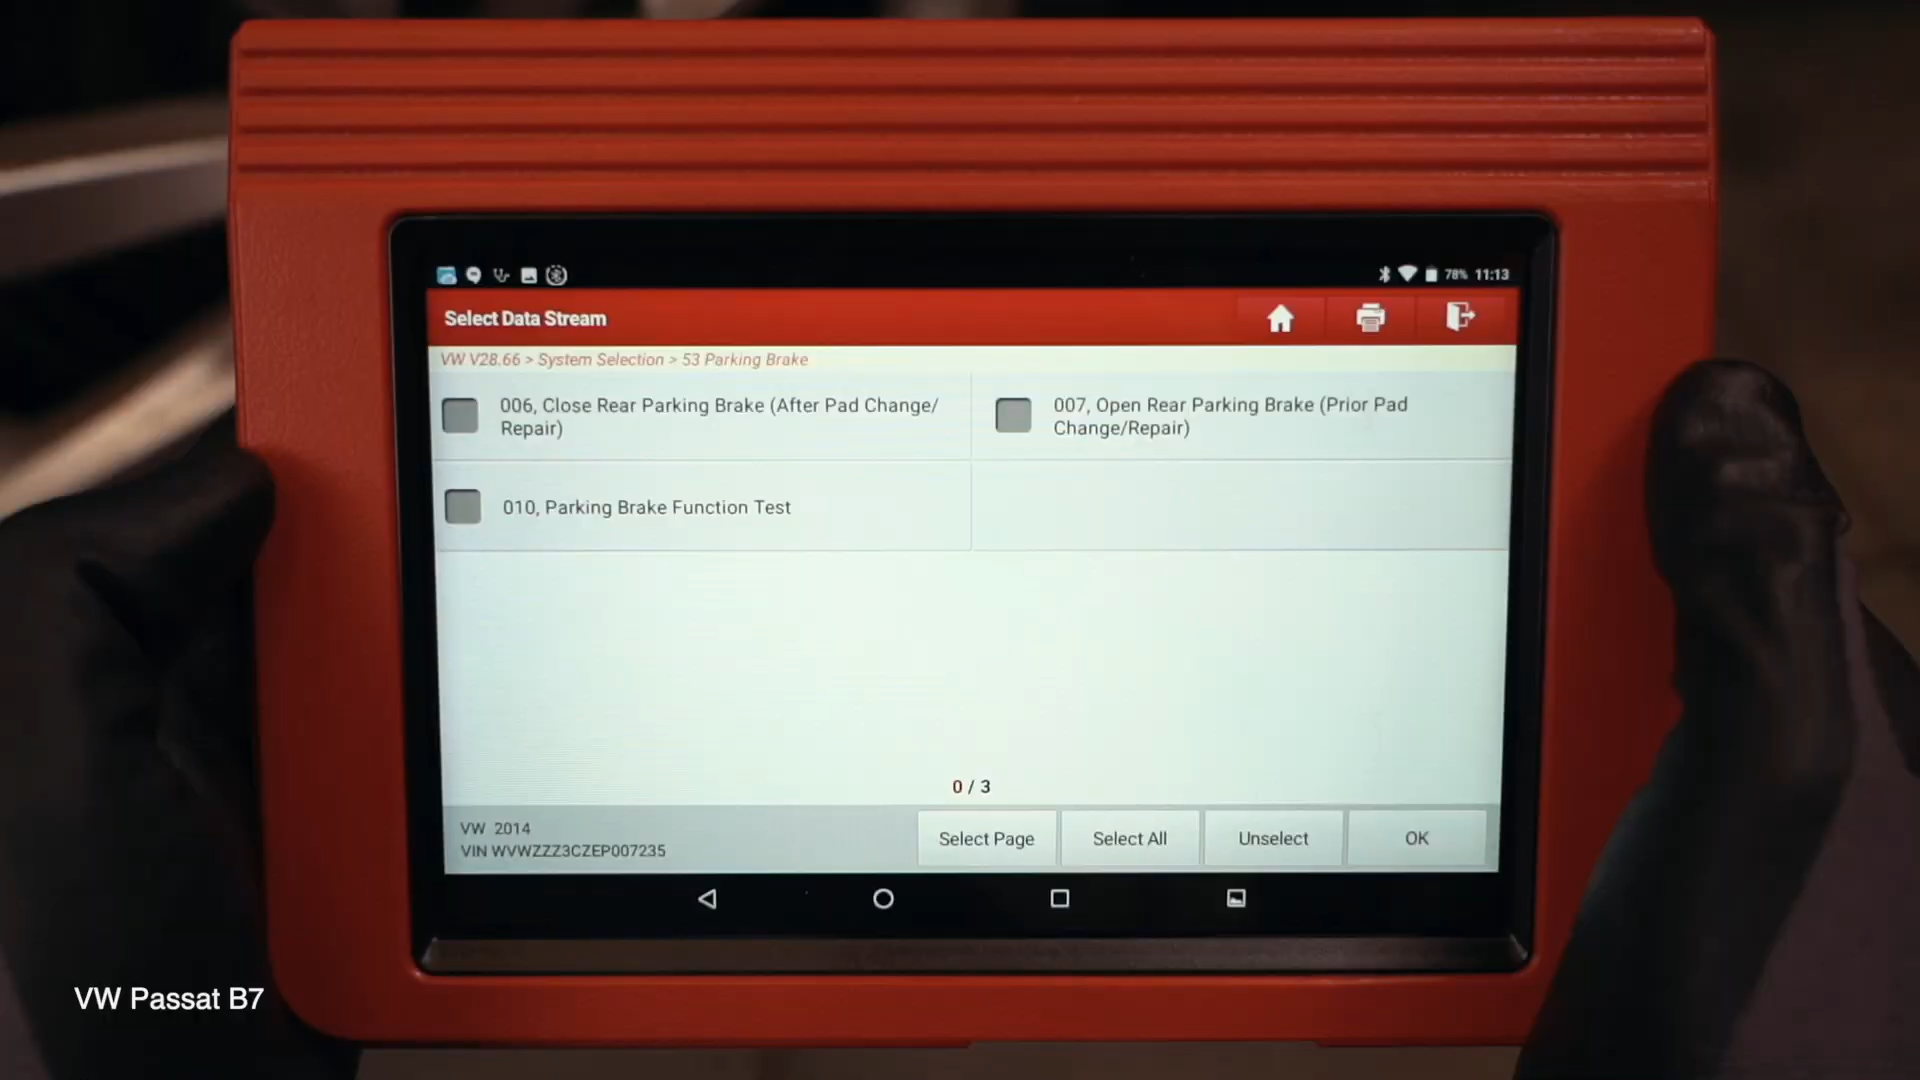 78% 11:13
Select Data Stream
VW V28.66 > System Selection > 53 Parking Brake
006, Close Rear Parking Brake (After Pad Change/
Repair)
007, Open Rear Parking Brake (Prior Pad
Change/Repair)
010, Parking Brake Function Test
0 / 3
VW 2014
VIN WVWZZZ3CZEP007235
Select Page
Select All
Unselect
OK
VW Passat B7